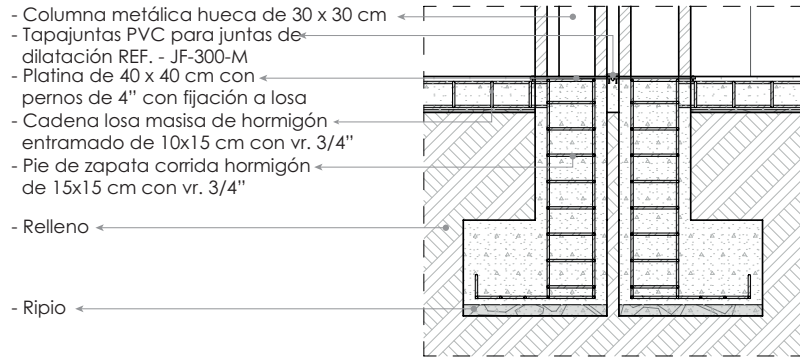 - Columna metálica hueca de 30 x 30 cm
- Tapajuntas PVC para juntas de
dilatación REF. - JF-300-M
- Platina de 40 x 40 cm con
pernos de 4” con fijación a losa
- Cadena losa masisa de hormigón
entramado de 10x15 cm con vr. 3/4”
- Pie de zapata corrida hormigón
de 15x15 cm con vr. 3/4”
- Relleno
- Ripio